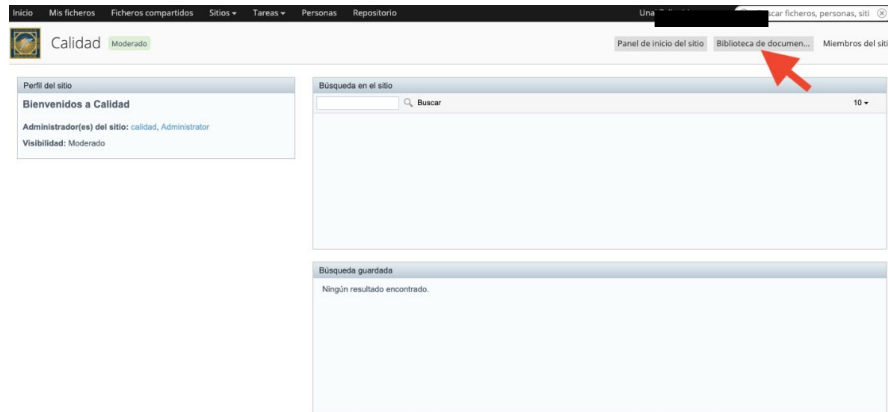 Inicio Mis ficheros Ficheros compartidos Sitios Tareas Personas Repositorio Una scar ficheros, personas, siti
Calidad Moderado Panel de inicio del sitio Biblioteca de documen... Miembros del siti
Perfil del sitio
Bienvenidos a Calidad
Administrador(es) del sitio: calidad, Administrator
Visibilidad: Moderado
Búsqueda en el sitio
Buscar 10
Búsqueda guardada
Ningún resultado encontrado.